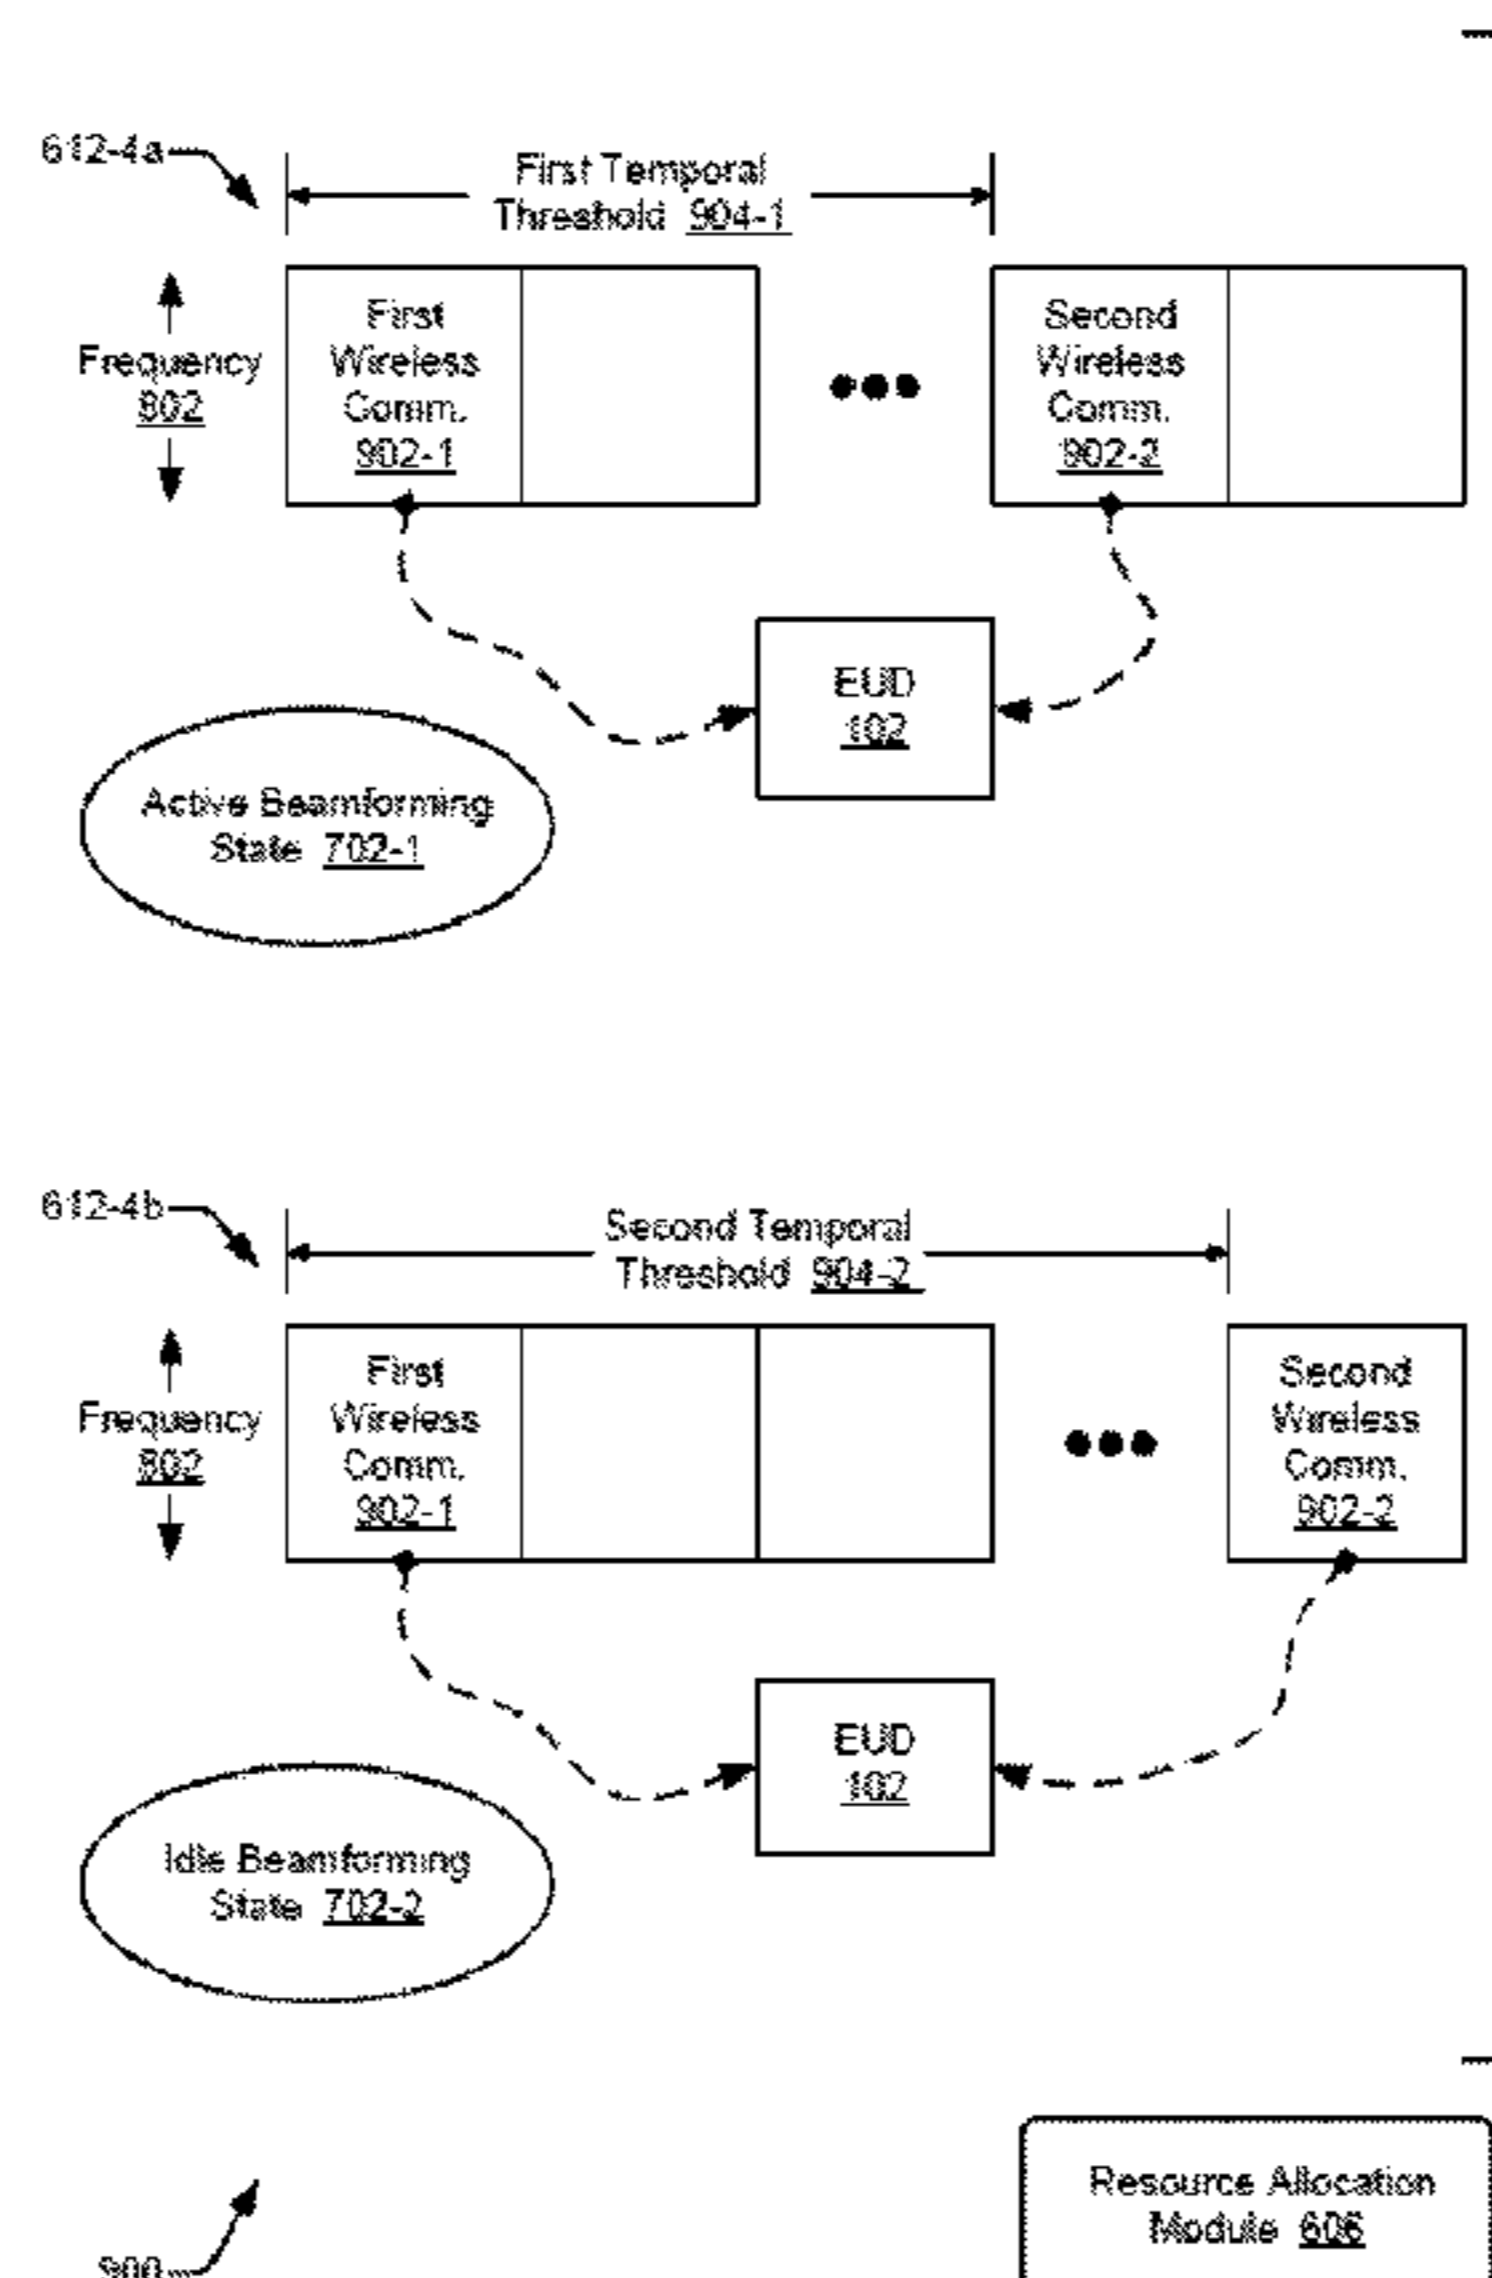 612-4a
First Temporal
Threshold 904-1
Frequency
802
First
Wireless
Comm.
902-1
Second
Wireless
Comm.
902-2
EUD
102
Active Beamforming
State 702-1
612-4b
Second Temporal
Threshold 904-2
Frequency
802
First
Wireless
Comm.
902-1
Second
Wireless
Comm.
902-2
EUD
102
Idle Beamforming
State 702-2
Resource Allocation
Module 606
900